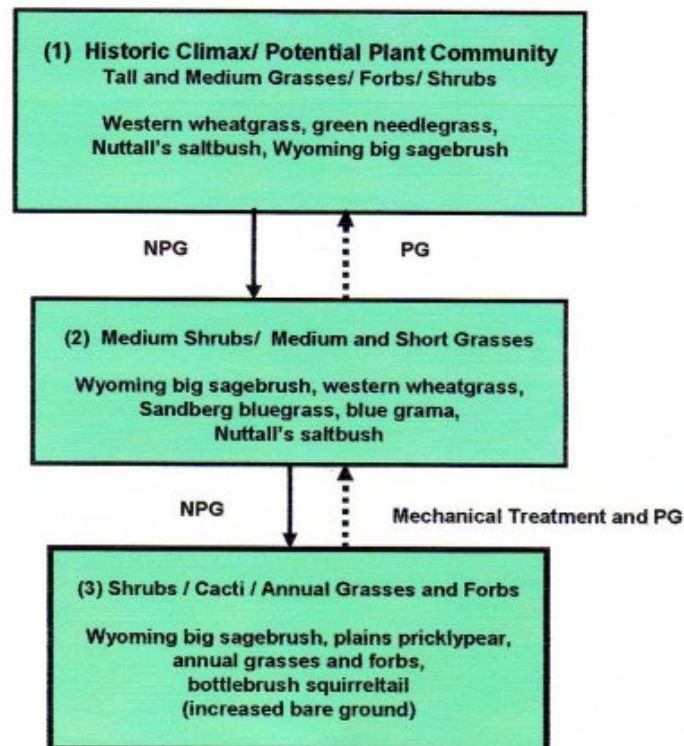 (1) Historic Climax/ Potential Plant Community
Tall and Medium Grasses/ Forbs/ Shrubs
Western wheatgrass, green needlegrass,
Nuttall's saltbush, Wyoming big sagebrush
NPG
PG
(2) Medium Shrubs/ Medium and Short Grasses
Wyoming big sagebrush, western wheatgrass,
Sandberg bluegrass, blue grama,
Nuttall's saltbush
NPG
Mechanical Treatment and PG
(3) Shrubs / Cacti / Annual Grasses and Forbs
Wyoming big sagebrush, plains pricklypear,
annual grasses and forbs,
bottlebrush squirreltail
(increased bare ground)